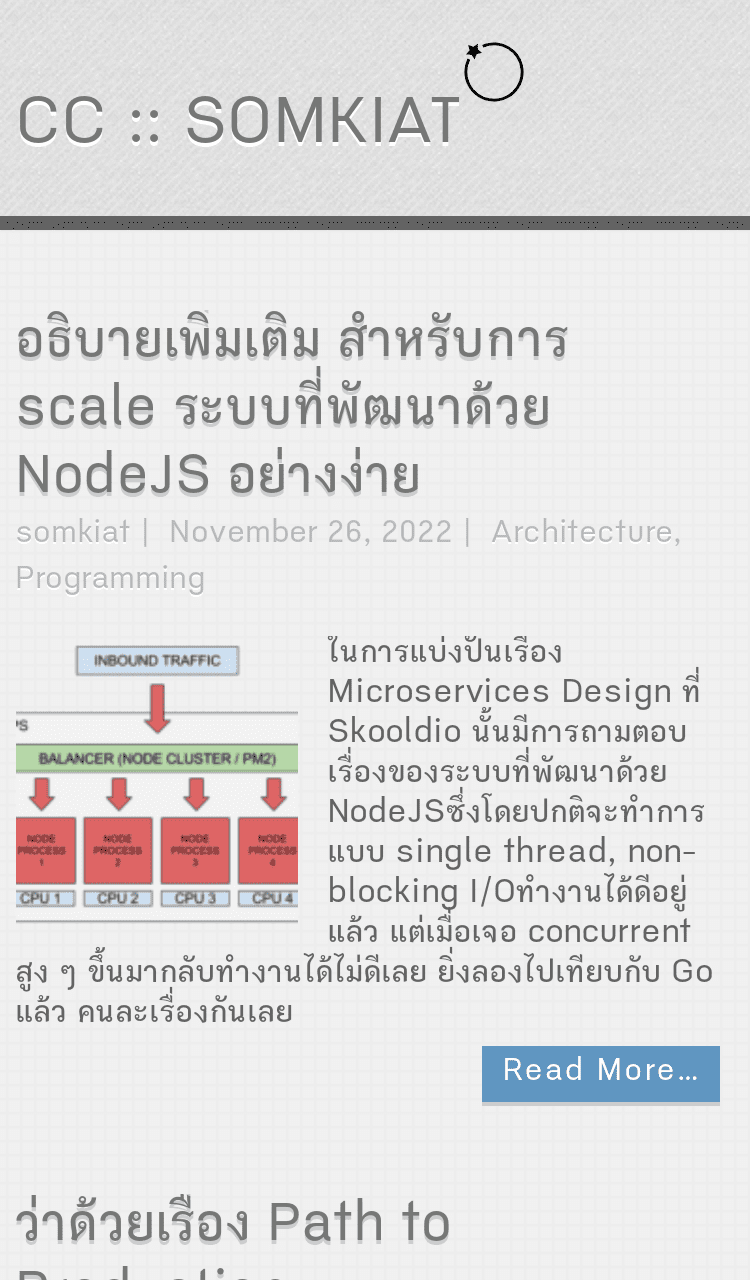 CC :: SOMKIAT
อธิบายเพิ่มเติม สำหรับการ
scale ระบบที่พัฒนาด้วย
NodeJS อย่างง่าย
somkiat | November 26, 2022 | Architecture,
Programming
INBOUND TRAFFIC
PS
BALANCER (NODE CLUSTER / PM2)
NODE PROCESS 1
NODE PROCESS 2
NODE PROCESS 3
NODE PROCESS 4
CPU 1 CPU 2 CPU 3 CPU 4
ในการแบ่งปันเรื่อง
Microservices Design ที่
Skooldio นั้นมีการถามตอบ
เรื่องของระบบที่พัฒนาด้วย
NodeJSซึ่งโดยปกติจะทำการ
แบบ single thread, non-
blocking I/Oทำงานได้ดีอยู่
แล้ว แต่เมื่อเจอ concurrent
สูง ๆ ขึ้นมากลับทำงานได้ไม่ดีเลย ยิ่งลองไปเทียบกับ Go
แล้ว คนละเรื่องกันเลย
Read More…
ว่าด้วยเรื่อง Path to
Production